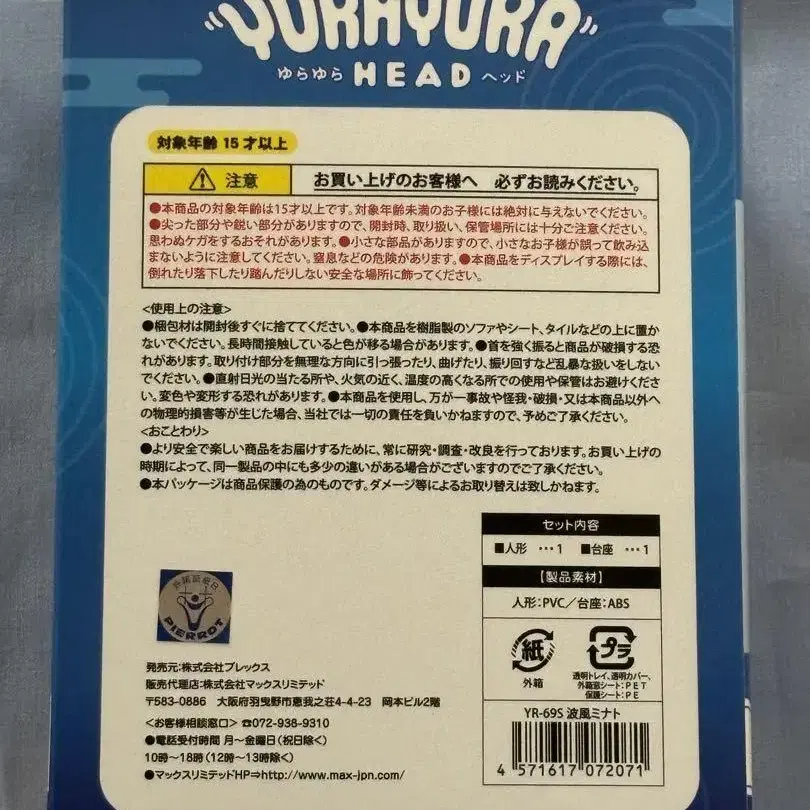 YURAYURA
ゆらゆら HEAD ヘッド
対象年齢 15 才以上
注意 お買い上げのお客様へ 必ずお読みください。
●本商品の対象年齢は15才以上です。対象年齢未満のお子様には絶対に与えないでください。
●尖った部分や鋭い部分がありますので、開封時、取り扱い、保管場所には十分ご注意ください。
思わぬケガをするおそれがあります。●小さな部品がありますので、小さなお子様が誤って飲み込
まないように注意してください。窒息などの危険があります。●本商品をディスプレイする際には、
倒れたり落下したり踏んだりしない安全な場所に飾ってください。
<使用上の注意>
●梱包材は開封後すぐに捨ててください。●本商品を樹脂製のソファやシート、タイルなどの上に置か
ないでください。長時間接触していると色が移る場合があります。●首を強く振ると商品が破損する恐
れがあります。取り付け部分を無理な方向に引っ張ったり、曲げたり、振り回すなど乱暴な扱いをしない
でください。●直射日光の当たる所や、火気の近く、温度の高くなる所での使用や保管はお避けくださ
い。変色や変形する恐れがあります。●本商品を使用し、万が一事故や怪我・破損・又は本商品以外へ
の物理的損害等が生じた場合、当社では一切の責任を負いかねますので、予めご了承ください。
<おことわり>
●より安全で楽しい商品をお届けするために、常に研究・調査・改良を行っております。お買い上げの
時期によって、同一製品の中にも多少の違いがある場合がございますのでご了承ください。
●本パッケージは商品保護の為のものです。ダメージ等によるお取り替えは致しかねます。
セット内容
■人形 …1 ■台座 …1
【製品素材】
人形:PVC/台座:ABS
紙 プラ
外箱
透明トレイ、透明カバー、
外箱窓シート:PET
保護シート:PE
許諾証紙
PIERROT
発売元:株式会社プレックス
販売代理店:株式会社マックスリミテッド
〒583-0886 大阪府羽曳野市恵我之荘4-4-23 岡本ビル2階
<お客様相談窓口> ☎072-938-9310
●電話受付時間 月~金曜日(祝日除く)
10時~18時(12時~13時除く)
●マックスリミテッドHP⇒http://www.max-jpn.com/
YR-69S 波風ミナト
4 571617 072071